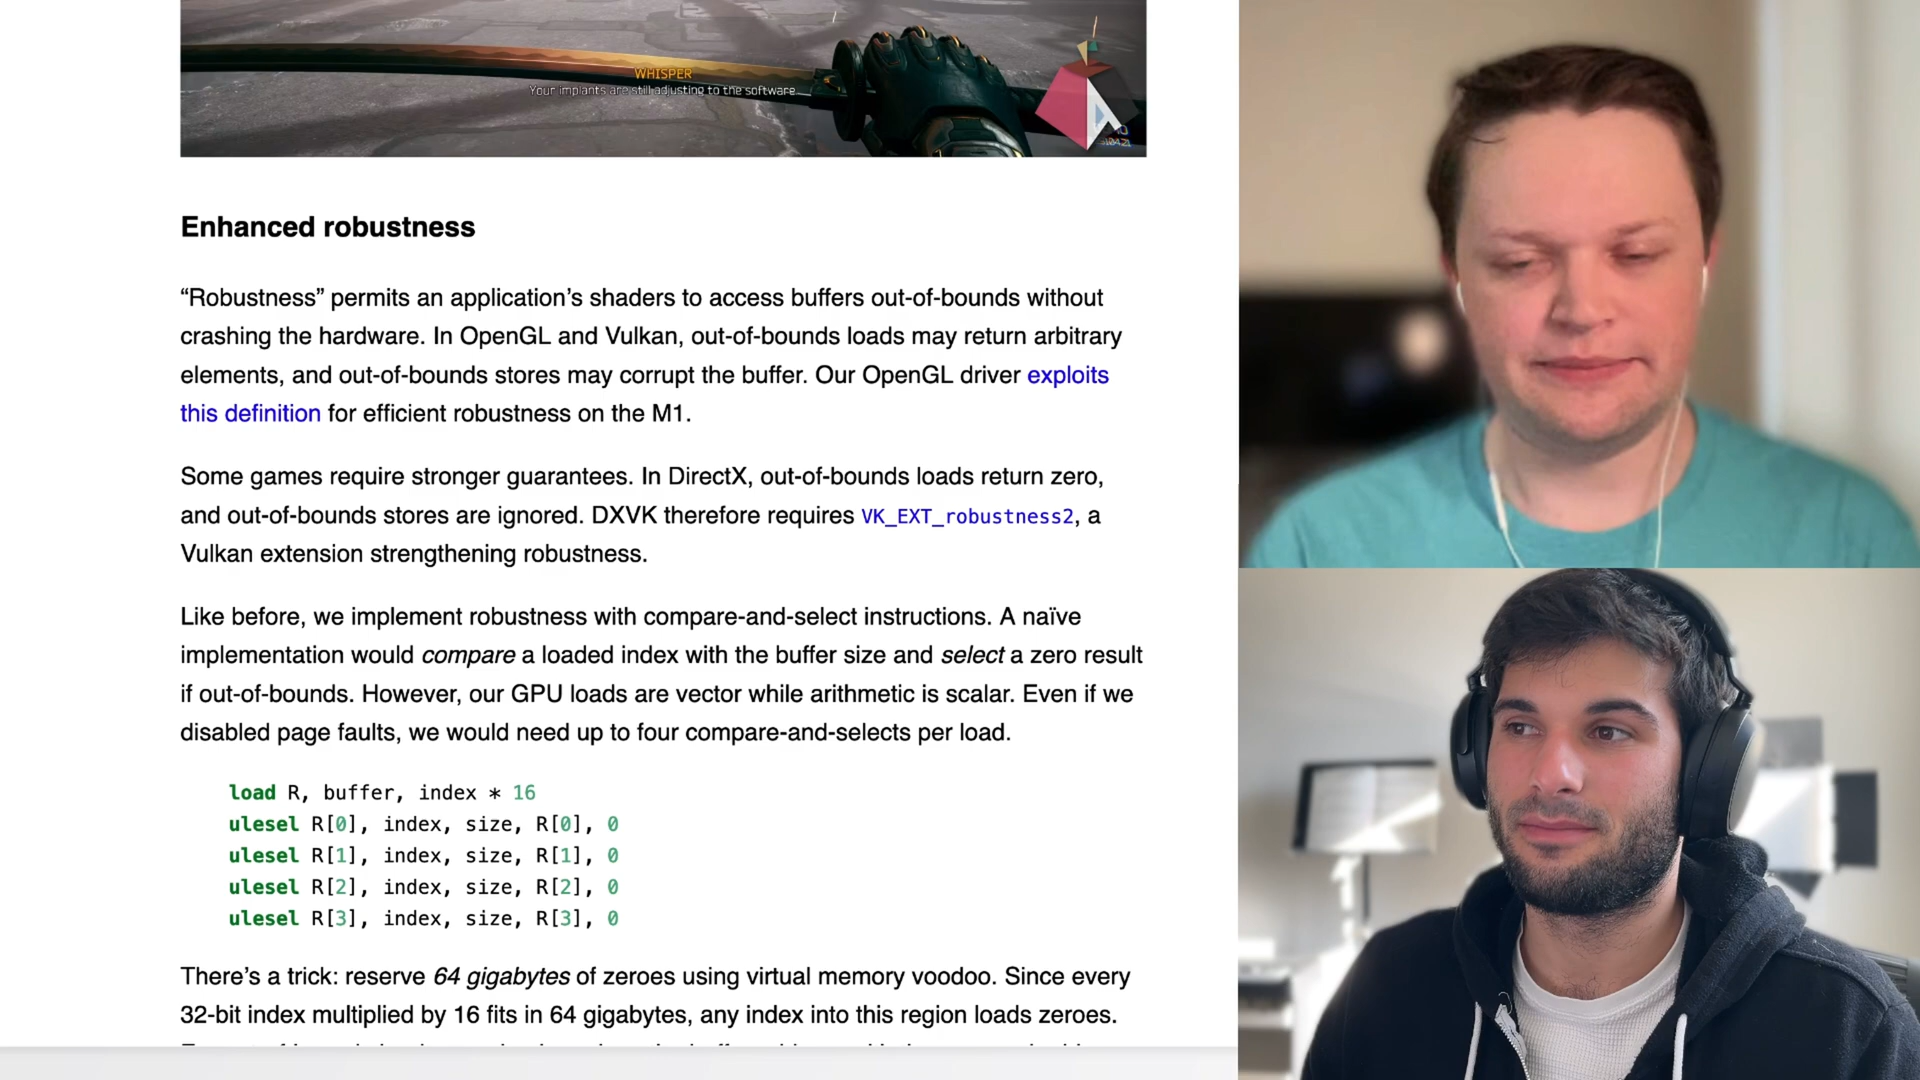 WHISPER
Your implants are still adjusting to the software.
Enhanced robustness
“Robustness” permits an application’s shaders to access buffers out-of-bounds without
crashing the hardware. In OpenGL and Vulkan, out-of-bounds loads may return arbitrary
elements, and out-of-bounds stores may corrupt the buffer. Our OpenGL driver exploits
this definition for efficient robustness on the M1.
Some games require stronger guarantees. In DirectX, out-of-bounds loads return zero,
and out-of-bounds stores are ignored. DXVK therefore requires VK_EXT_robustness2, a
Vulkan extension strengthening robustness.
Like before, we implement robustness with compare-and-select instructions. A naïve
implementation would compare a loaded index with the buffer size and select a zero result
if out-of-bounds. However, our GPU loads are vector while arithmetic is scalar. Even if we
disabled page faults, we would need up to four compare-and-selects per load.
load R, buffer, index * 16
ulesel R[0], index, size, R[0], 0
ulesel R[1], index, size, R[1], 0
ulesel R[2], index, size, R[2], 0
ulesel R[3], index, size, R[3], 0
There’s a trick: reserve 64 gigabytes of zeroes using virtual memory voodoo. Since every
32-bit index multiplied by 16 fits in 64 gigabytes, any index into this region loads zeroes.